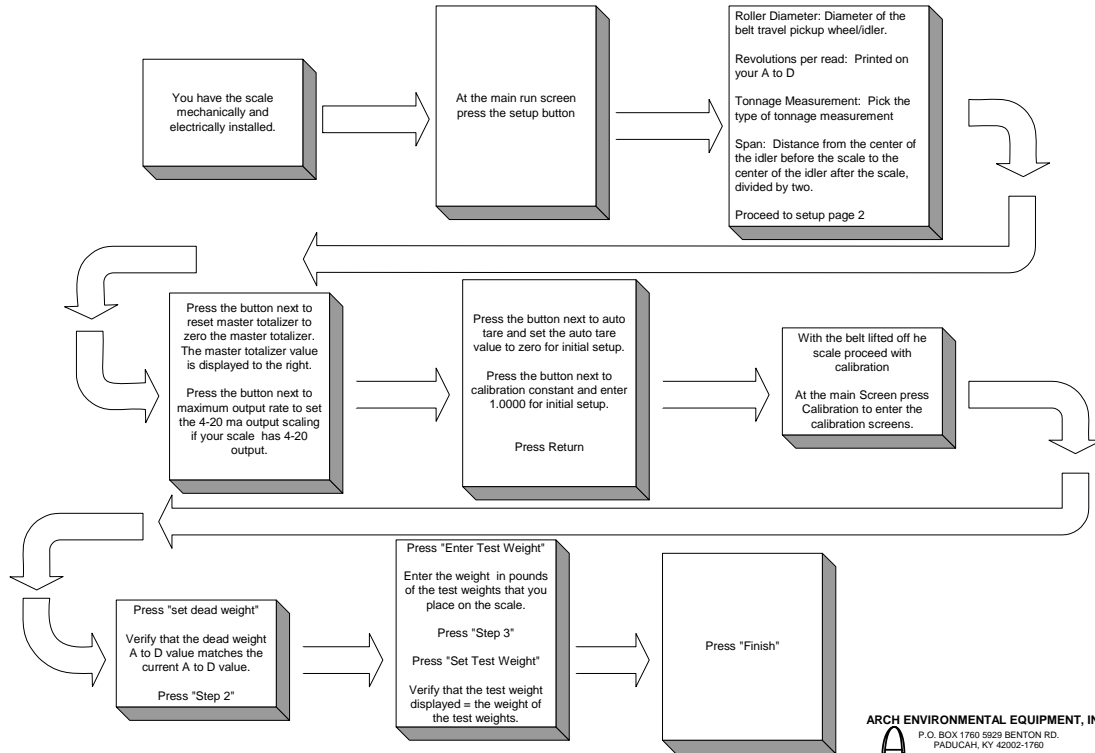 You have the scale
mechanically and
electrically installed.
At the main run screen
press the setup button
Roller Diameter: Diameter of the
belt travel pickup wheel/idler.
Revolutions per read: Printed on
your A to D
Tonnage Measurement: Pick the
type of tonnage measurement
Span: Distance from the center of
the idler before the scale to the
center of the idler after the scale,
divided by two.
Proceed to setup page 2
Press the button next to
reset master totalizer to
zero the master totalizer.
The master totalizer value
is displayed to the right.
Press the button next to
maximum output rate to set
the 4-20 ma output scaling
if your scale has 4-20
output.
Press the button next to auto
tare and set the auto tare
value to zero for initial setup.
Press the button next to
calibration constant and enter
1.0000 for initial setup.
Press Return
With the belt lifted off he
scale proceed with
calibration
At the main Screen press
Calibration to enter the
calibration screens.
Press "set dead weight"
Verify that the dead weight
A to D value matches the
current A to D value.
Press "Step 2"
Press "Enter Test Weight"
Enter the weight in pounds
of the test weights that you
place on the scale.
Press "Step 3"
Press "Set Test Weight"
Verify that the test weight
displayed = the weight of
the test weights.
Press "Finish"
ARCH ENVIRONMENTAL EQUIPMENT, IN
P.O. BOX 1760 5929 BENTON RD.
PADUCAH, KY 42002-1760